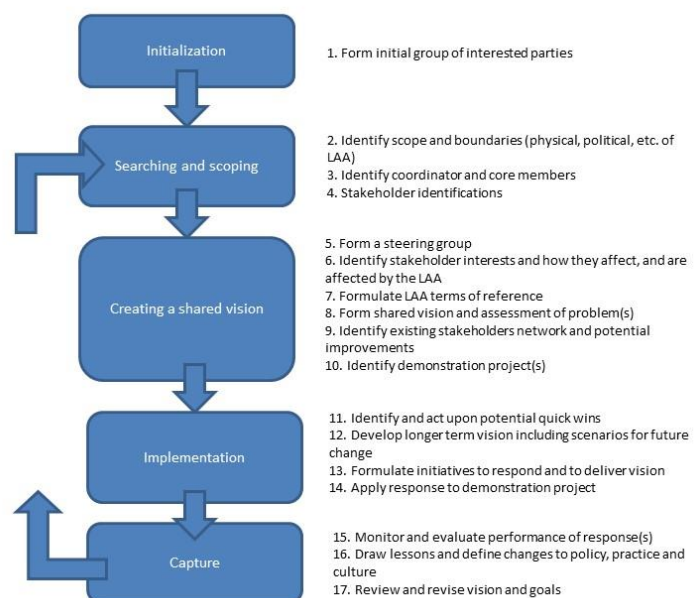 Initialization
1. Form initial group of interested parties
Searching and scoping
2. Identify scope and boundaries (physical, political, etc. of
LAA)
3. Identify coordinator and core members
4. Stakeholder identifications
Creating a shared vision
5. Form a steering group
6. Identify stakeholder interests and how they affect, and are
affected by the LAA
7. Formulate LAA terms of reference
8. Form shared vision and assessment of problem(s)
9. Identify existing stakeholders network and potential
improvements
10. Identify demonstration project(s)
Implementation
11. Identify and act upon potential quick wins
12. Develop longer term vision including scenarios for future
change
13. Formulate initiatives to respond and to deliver vision
14. Apply response to demonstration project
Capture
15. Monitor and evaluate performance of response(s)
16. Draw lessons and define changes to policy, practice and
culture
17. Review and revise vision and goals